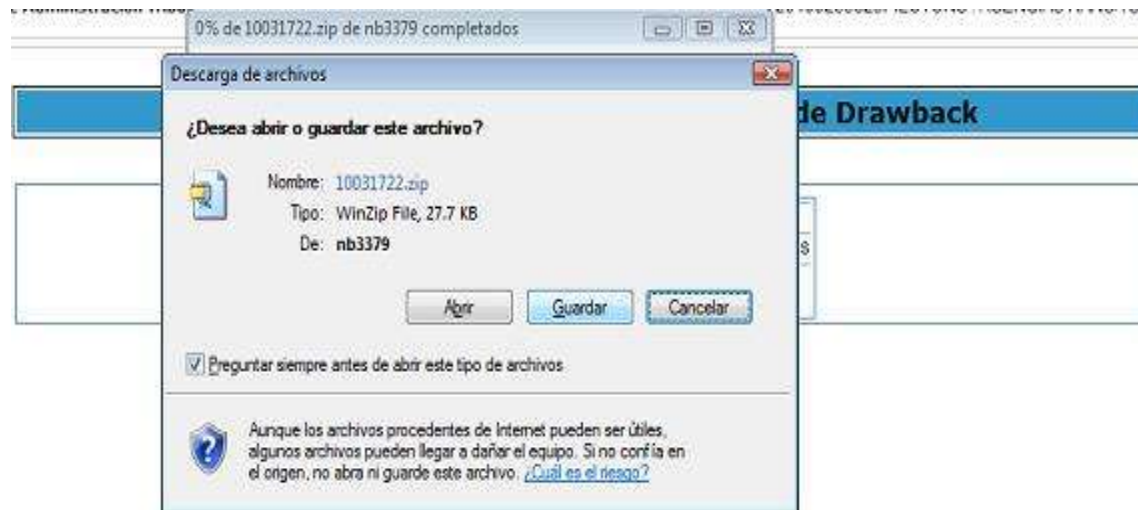 0% de 10031722.zip de nb3379 completados
Descarga de archivos
de Drawback
¿Desea abrir o guardar este archivo?
Nombre: 10031722.zip
Tipo: WinZip File, 27.7 KB
De: nb3379
Abrir Guardar Cancelar
Preguntar siempre antes de abrir este tipo de archivos
Aunque los archivos procedentes de Internet pueden ser útiles,
algunos archivos pueden llegar a dañar el equipo. Si no confía en
el origen, no abra ni guarde este archivo. ¿Cuál es el riesgo?